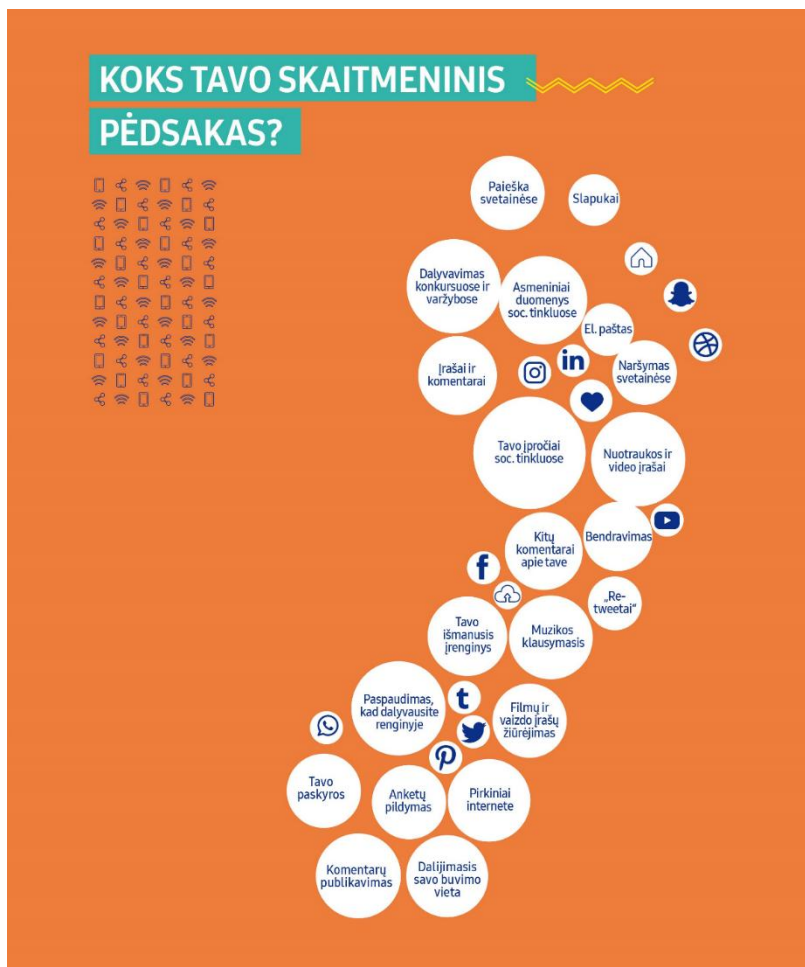 KOKS TAVO SKAITMENINIS
PĖDSAKAS?
Paieška
svetainėse
Slapukai
Dalyvavimas
konkursuose ir
varžybose
Asmeniniai
duomenys
soc. tinkluose
El. paštas
Įrašai ir
komentarai
in
Naršymas
svetainėse
Tavo įpročiai
soc. tinkluose
Nuotraukos ir
video įrašai
Kitų
komentarai
apie tave
Bendravimas
f
„Re-
tweetai“
Tavo
išmanusis
įrenginys
Muzikos
klausymasis
Paspaudimas,
kad dalyvausite
renginyje
t
Filmų ir
vaizdo įrašų
žiūrėjimas
Tavo
paskyros
Anketų
pildymas
Pirkiniai
internete
Komentarų
publikavimas
Dalijimasis
savo buvimo
vieta